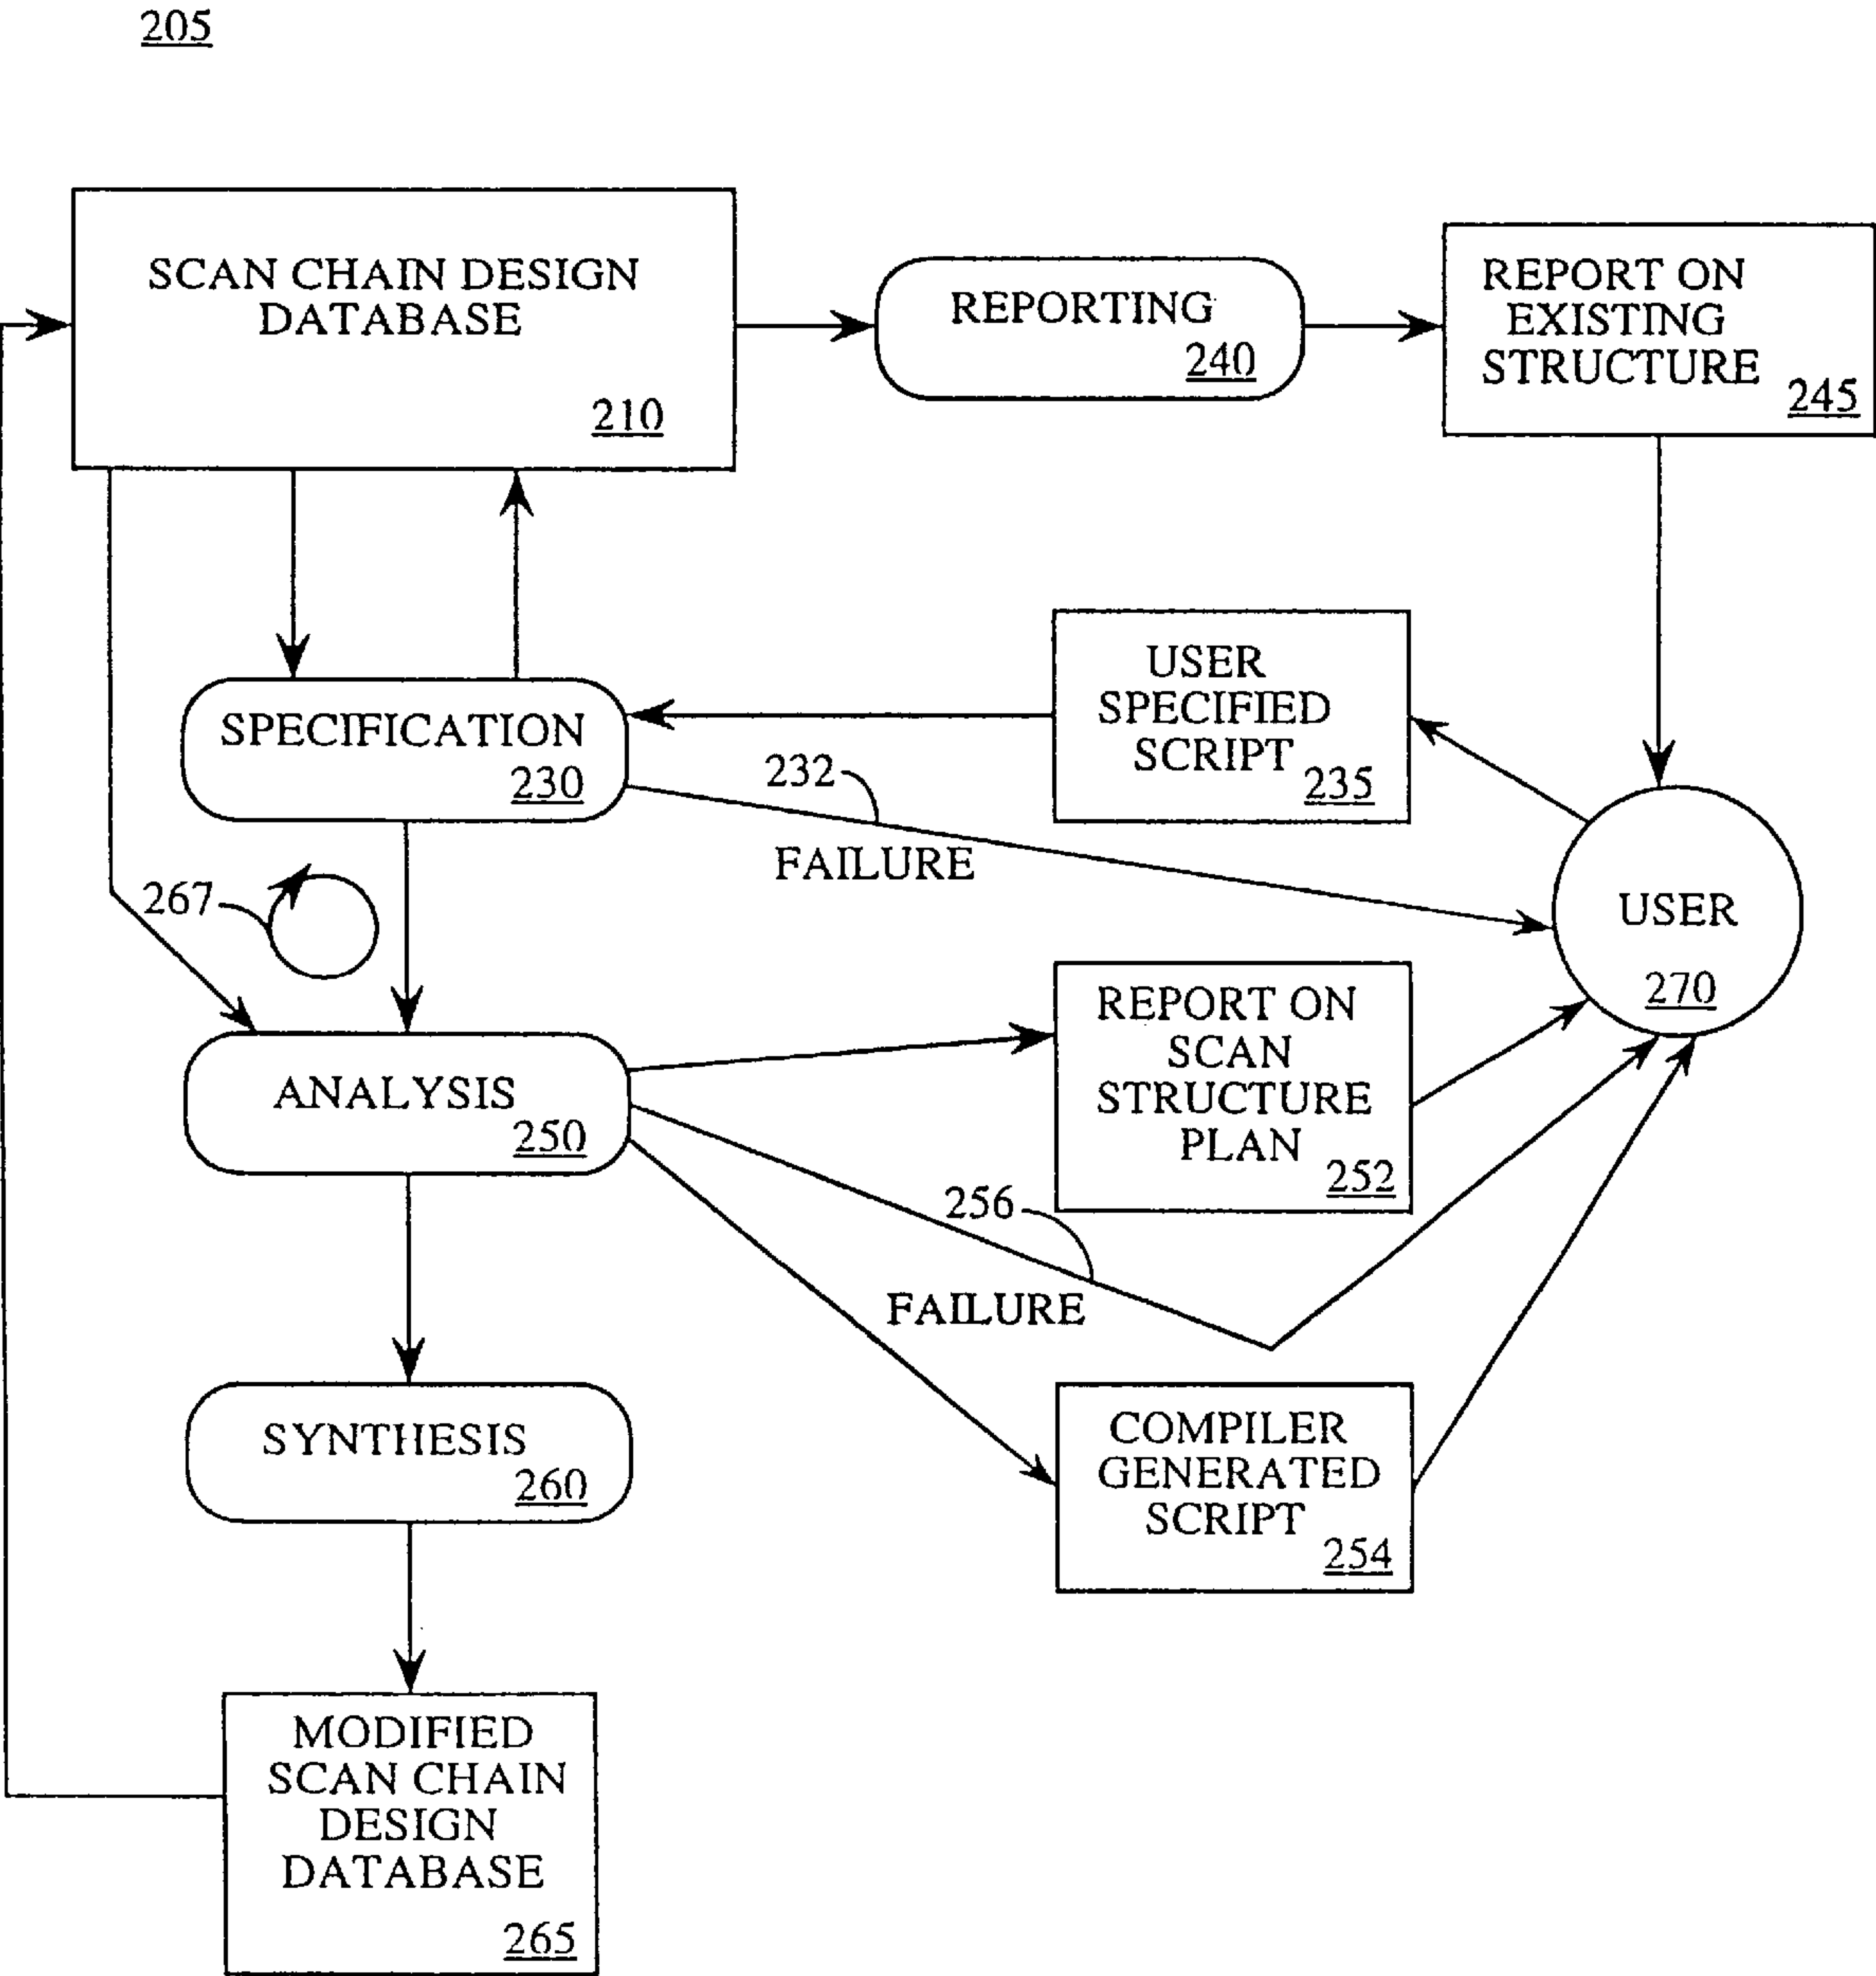 205
SCAN CHAIN DESIGN
DATABASE
210
REPORTING
240
REPORT ON
EXISTING
STRUCTURE
245
SPECIFICATION
230
USER
SPECIFIED
SCRIPT
235
232
FAILURE
267
USER
270
ANALYSIS
250
REPORT ON
SCAN
STRUCTURE
PLAN
252
256
FAILURE
SYNTHESIS
260
COMPILER
GENERATED
SCRIPT
254
MODIFIED
SCAN CHAIN
DESIGN
DATABASE
265